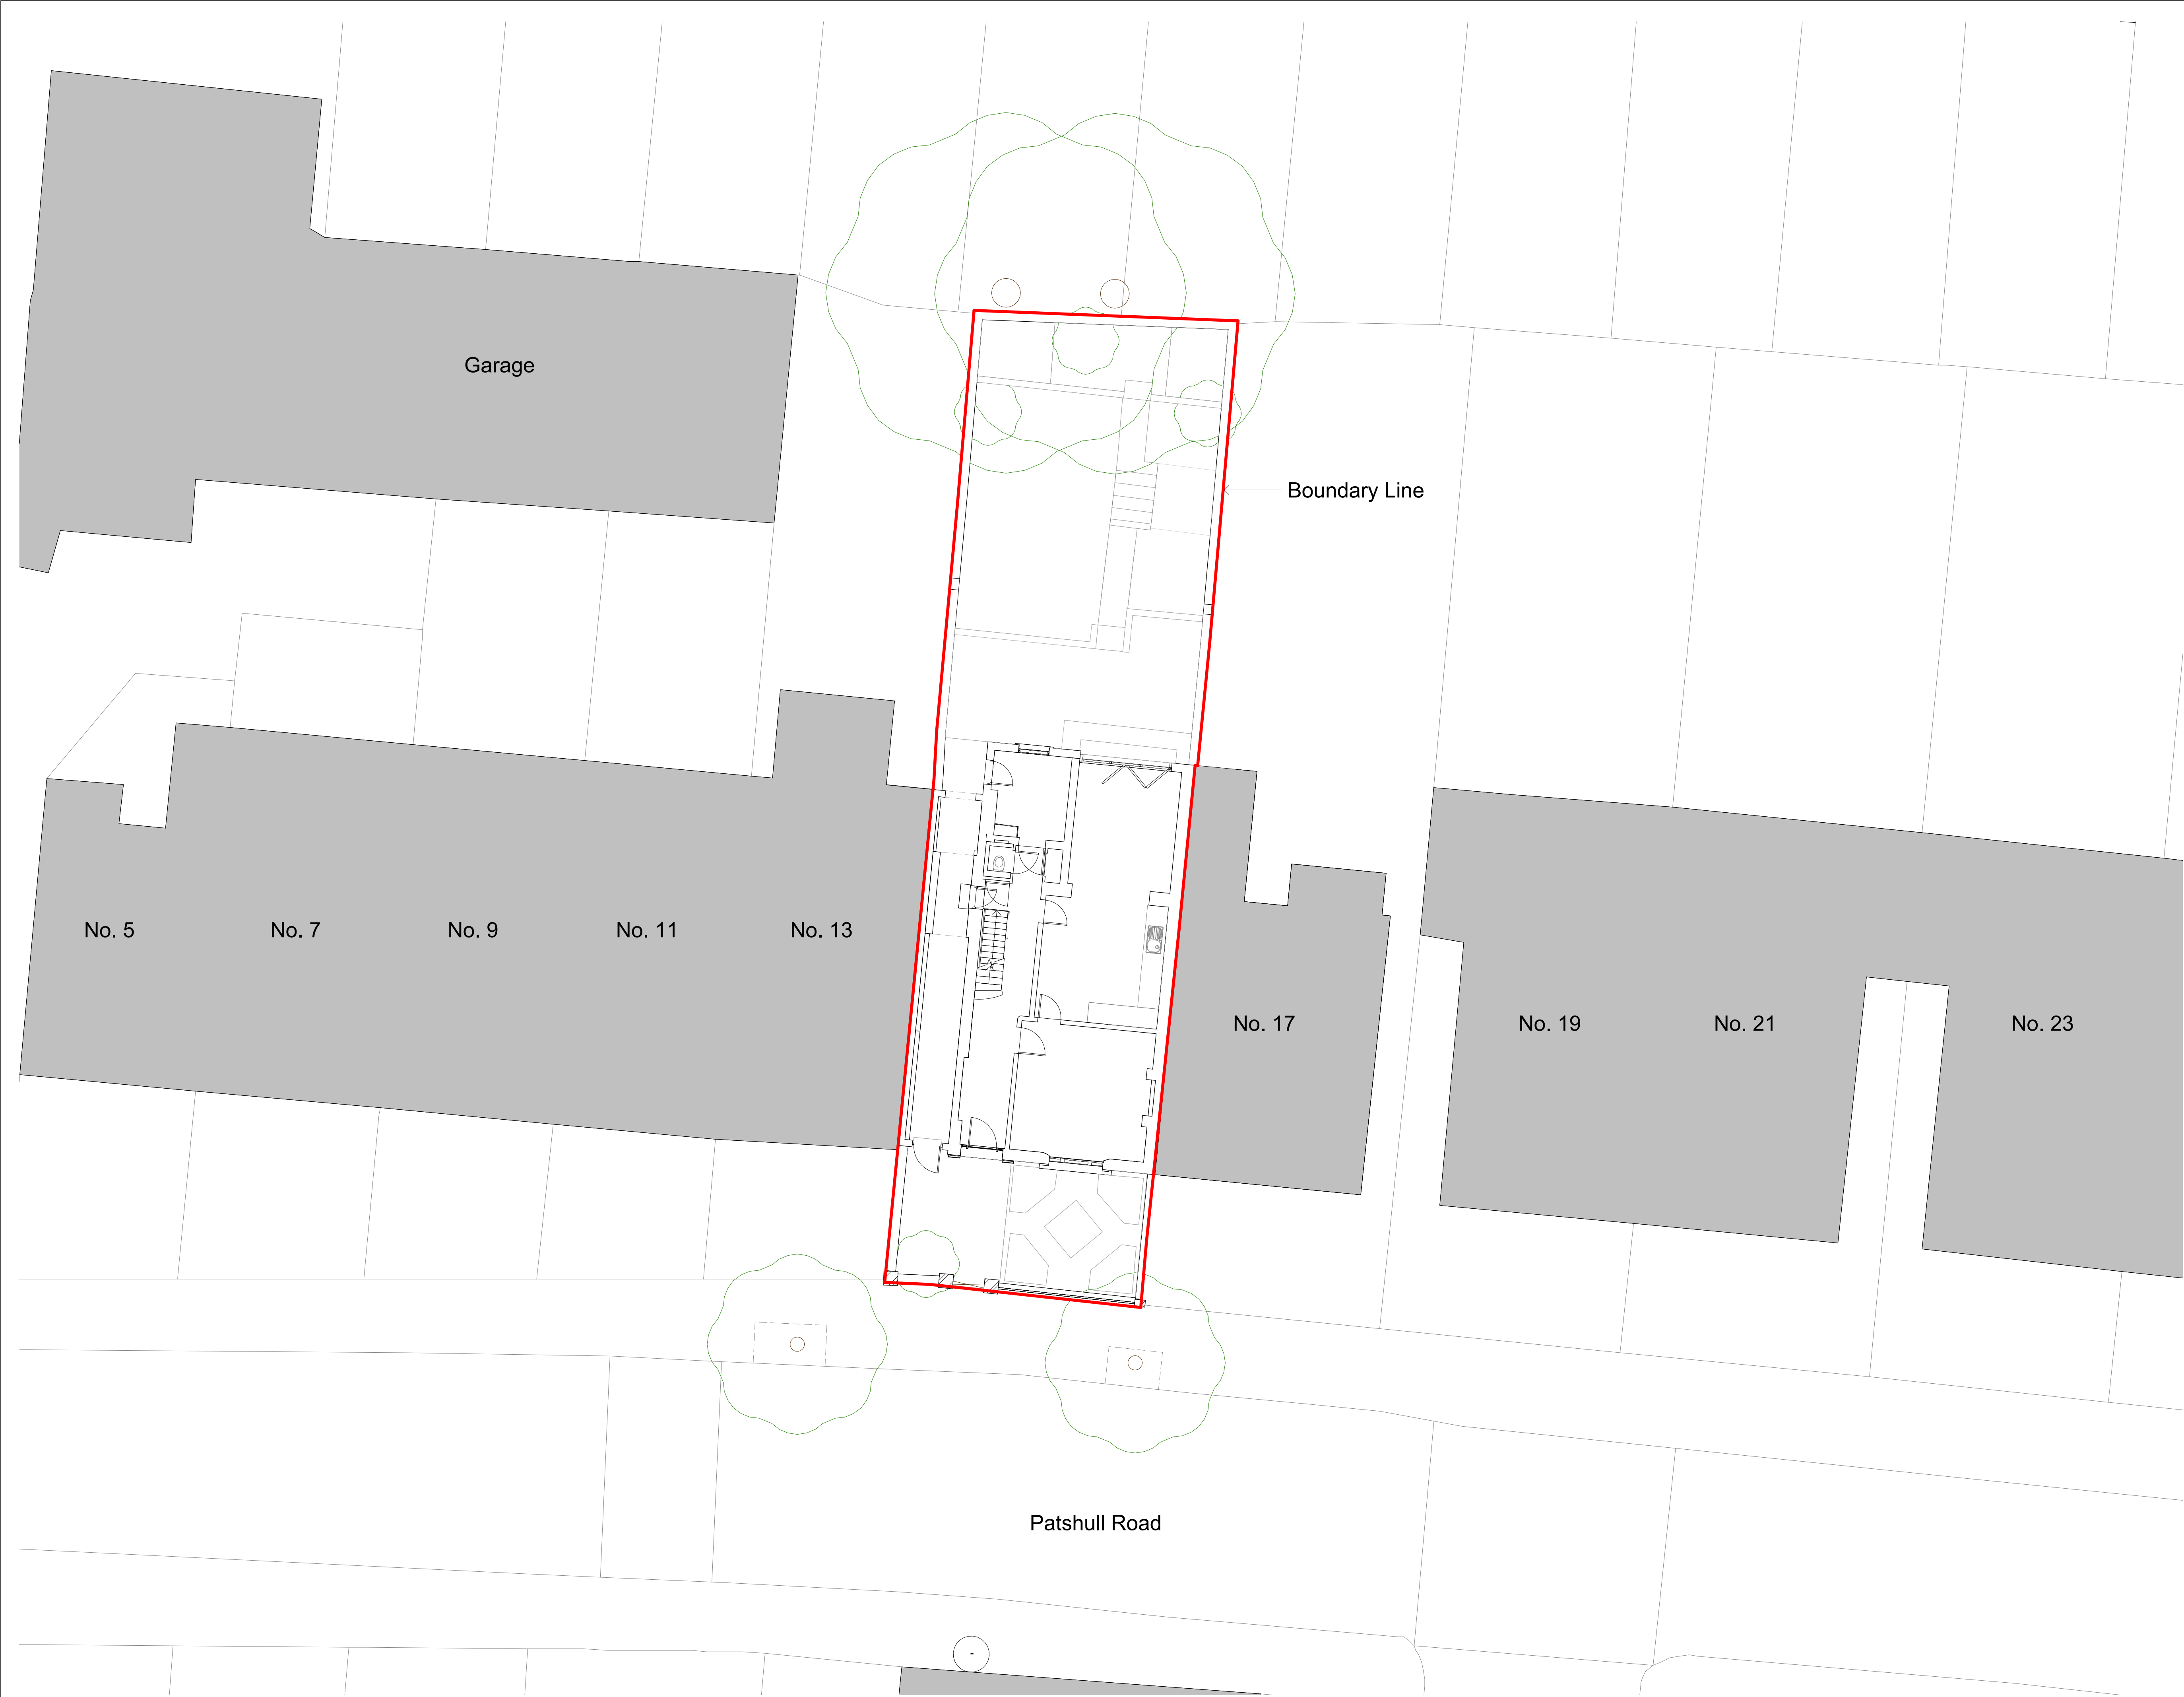 Garage
Boundary Line
No. 5
No. 7
No. 9
No. 11
No. 13
No. 17
No. 19
No. 21
No. 23
Patshull Road